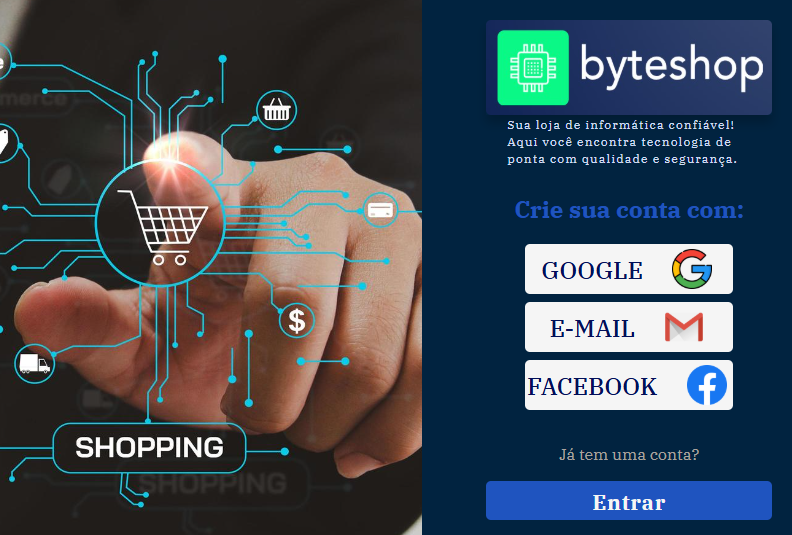 byteshop
Sua loja de informática confiável!
Aqui você encontra tecnologia de
ponta com qualidade e segurança.
Crie sua conta com:
GOOGLE
E-MAIL
FACEBOOK
Já tem uma conta?
Entrar
$
SHOPPING
SHOPPING